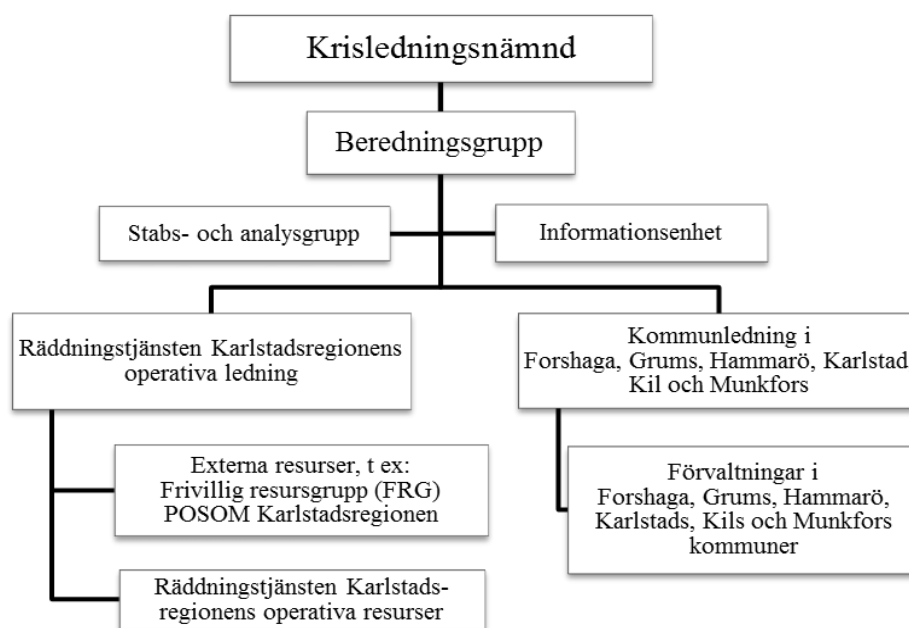 Krisledningsnämnd
Beredningsgrupp
Stabs- och analysgrupp
Informationsenhet
Räddningstjänsten Karlstadsregionens
operativa ledning
Kommunledning i
Forshaga, Grums, Hammarö, Karlstad
Kil och Munkfors
Externa resurser, t ex:
Frivillig resursgrupp (FRG)
POSOM Karlstadsregionen
Förvaltningar i
Forshaga, Grums, Hammarö,
Karlstads, Kils och Munkfors
kommuner
Räddningstjänsten Karlstads-
regionens operativa resurser